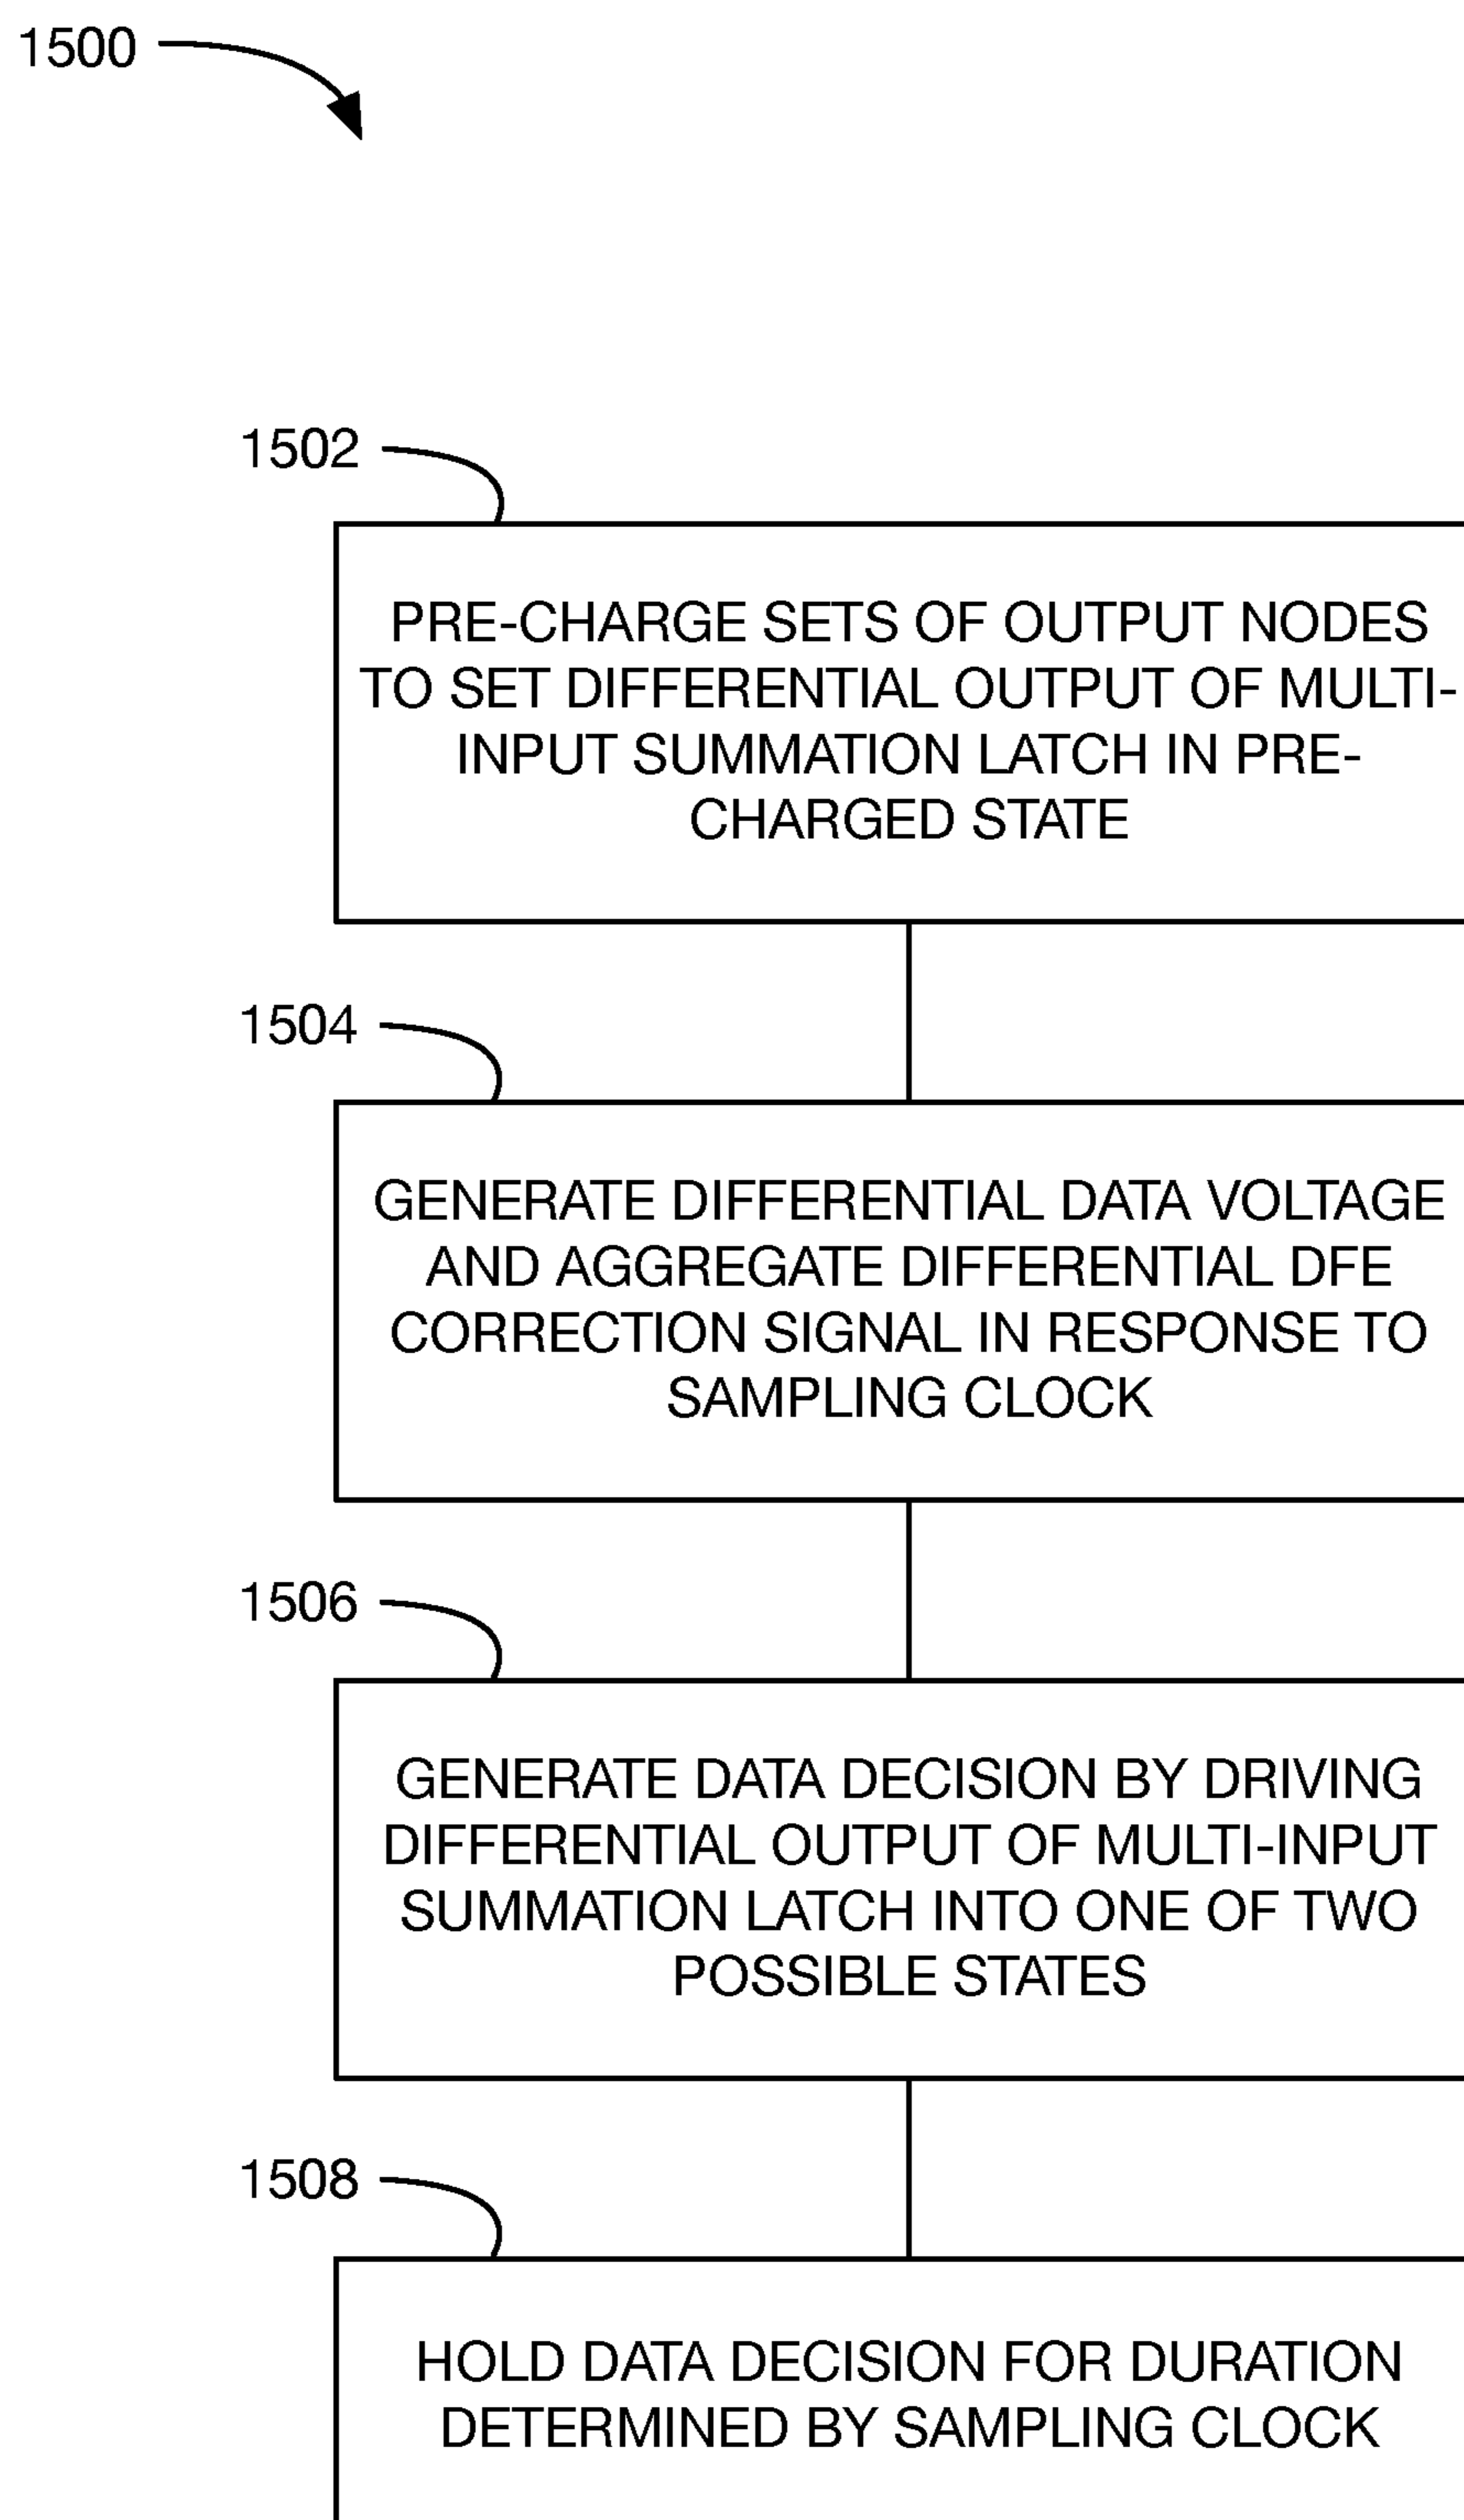 1500
1502
PRE-CHARGE SETS OF OUTPUT NODES
TO SET DIFFERENTIAL OUTPUT OF MULTI-
INPUT SUMMATION LATCH IN PRE-
CHARGED STATE
1504
GENERATE DIFFERENTIAL DATA VOLTAGE
AND AGGREGATE DIFFERENTIAL DFE
CORRECTION SIGNAL IN RESPONSE TO
SAMPLING CLOCK
1506
GENERATE DATA DECISION BY DRIVING
DIFFERENTIAL OUTPUT OF MULTI-INPUT
SUMMATION LATCH INTO ONE OF TWO
POSSIBLE STATES
1508
HOLD DATA DECISION FOR DURATION
DETERMINED BY SAMPLING CLOCK